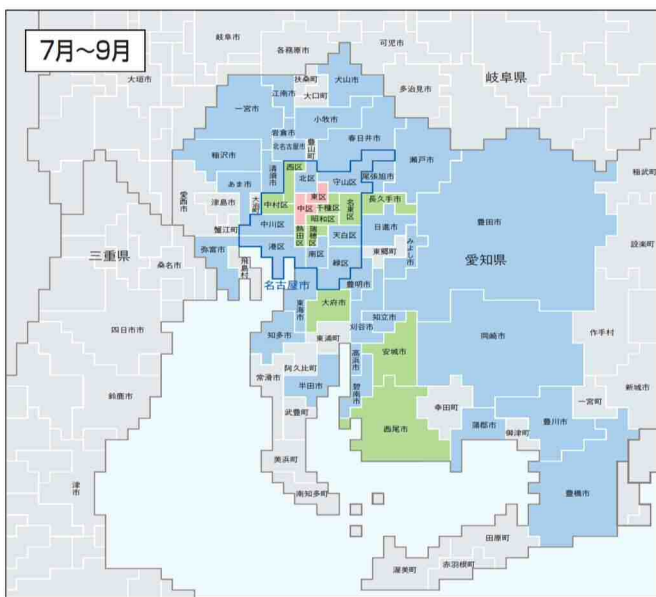 7月〜9月
岐阜市
各務原市
可児市
大垣市
扶桑町
犬山市
岐阜県
江南市
大口町
多治見市
一宮市
小牧市
岩倉市
豊山町
北名古屋市
春日井市
稲沢市
清須市
西区
北区
守山区
尾張旭市
瀬戸市
稲武町
あま市
愛西市
津島市
大治町
中村区
中区
東区
千種区
名東区
長久手市
昭和区
豊田市
蟹江町
中川区
熱田区
瑞穂区
天白区
日進市
みよし市
設楽町
三重県
弥富市
港区
南区
緑区
東郷町
愛知県
桑名市
飛島村
名古屋市
豊明市
東海市
大府市
知立市
刈谷市
四日市市
知多市
東浦町
岡崎市
作手村
安城市
高浜市
常滑市
阿久比町
半田市
碧南市
新城市
鈴鹿市
武豊町
幸田町
一宮町
西尾市
蒲郡市
御津町
豊川市
美浜町
津市
南知多町
豊橋市
田原町
渥美町
赤羽根町